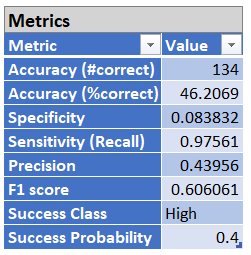 Metrics
Metric Value
Accuracy (#correct) 134
Accuracy (%correct) 46.2069
Specificity 0.083832
Sensitivity (Recall) 0.97561
Precision 0.43956
F1 score 0.606061
Success Class High
Success Probability 0.4